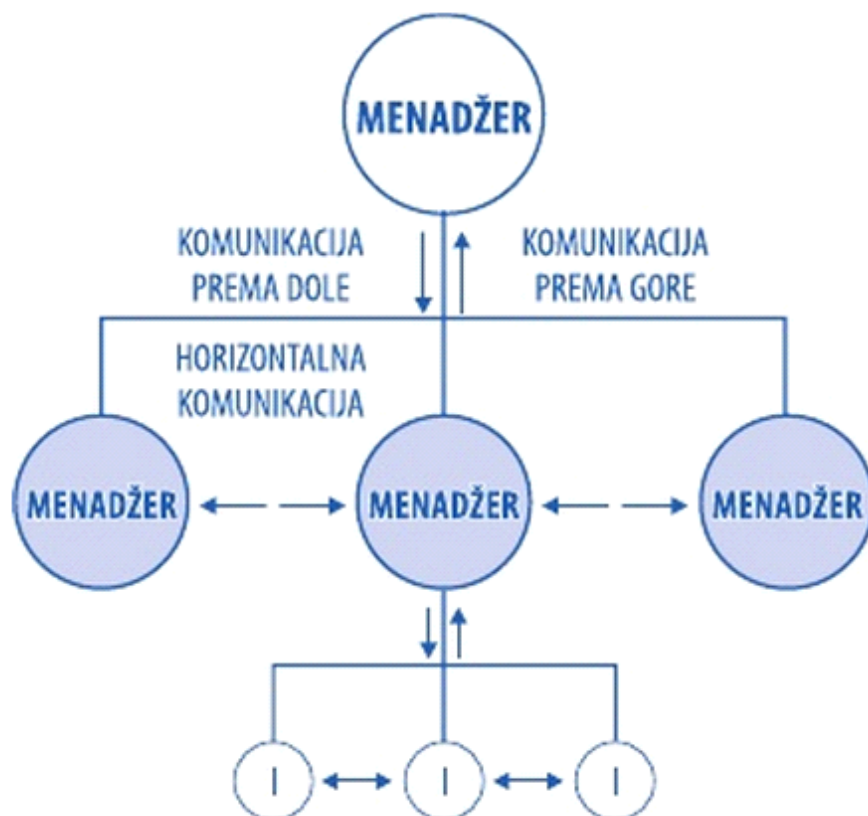 MENADŽER
KOMUNIKACIJA
PREMA DOLE
KOMUNIKACIJA
PREMA GORE
HORIZONTALNA
KOMUNIKACIJA
MENADŽER
MENADŽER
MENADŽER
I
I
I